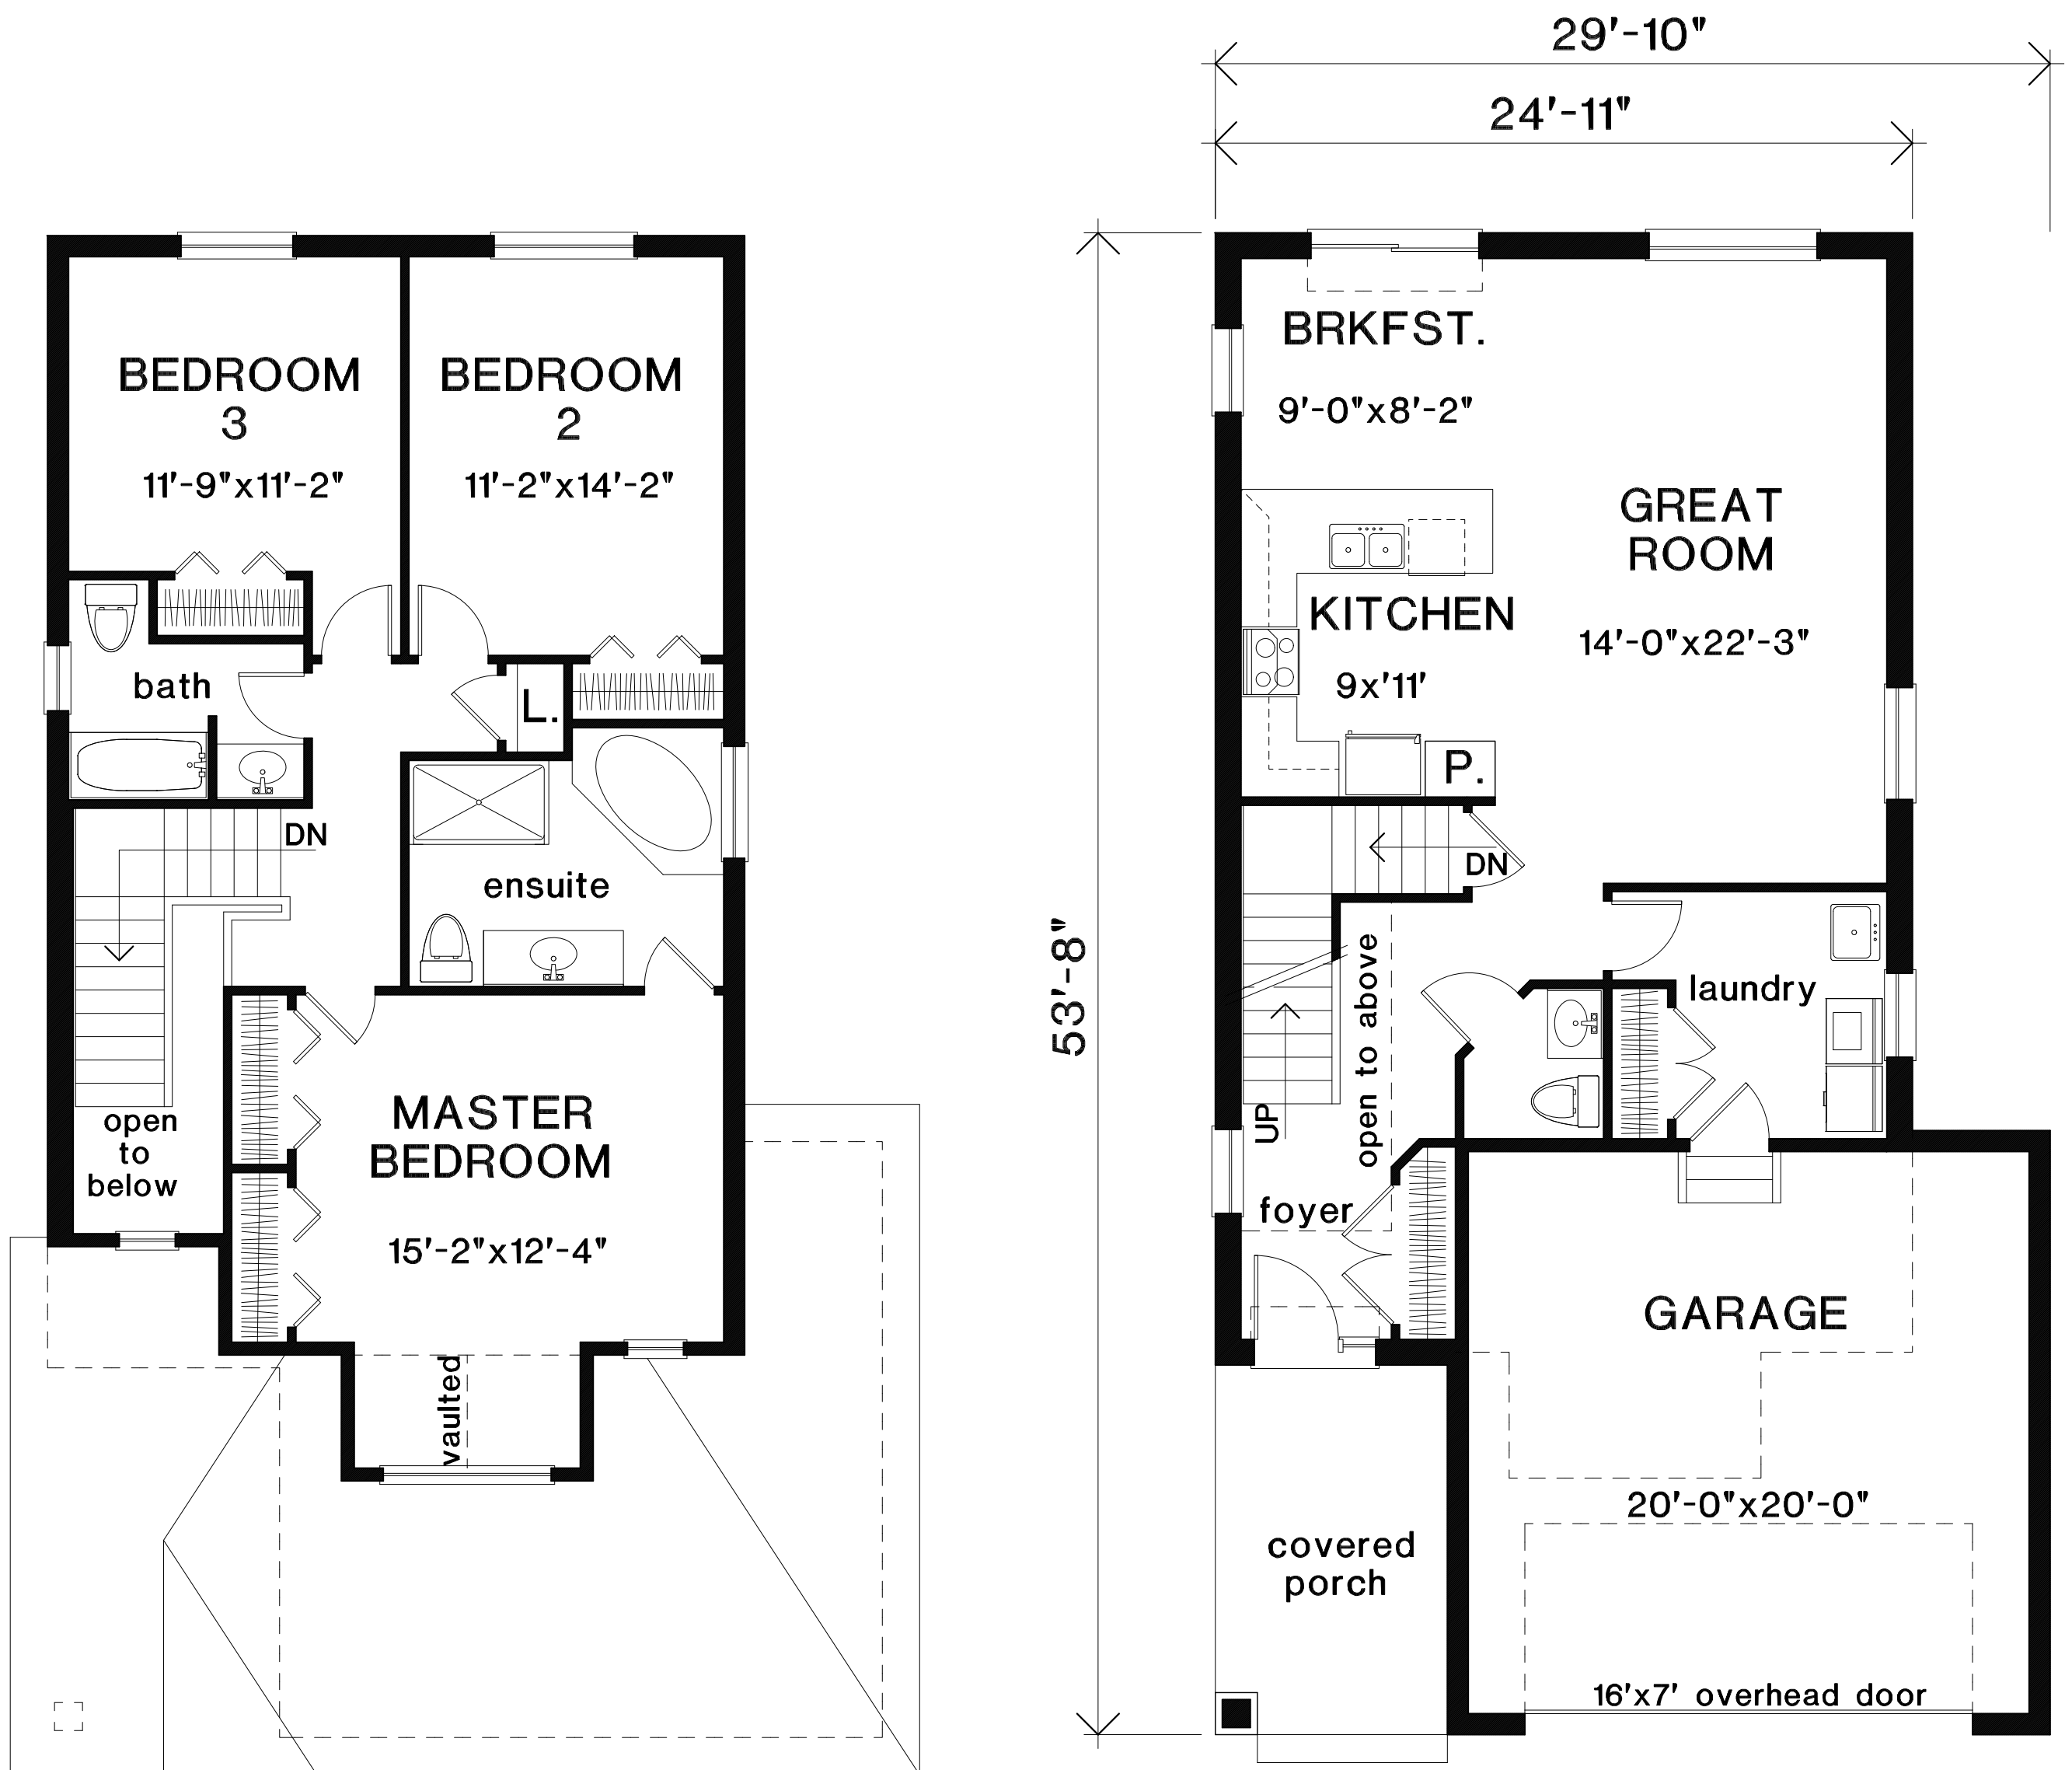 BEDROOM
3
11'-9"x11'-2"
BEDROOM
2
11'-2"x14'-2"
bath
L.
DN
ensuite
open
to
below
MASTER
BEDROOM
15'-2"x12'-4"
vaulted
29'-10"
24'-11"
53'-8"
BRKFST.
9'-0"x8'-2"
GREAT
ROOM
14'-0"x22'-3"
KITCHEN
9x'11'
P.
DN
open to above
laundry
UP
foyer
GARAGE
20'-0"x20'-0"
covered
porch
16'x7' overhead door